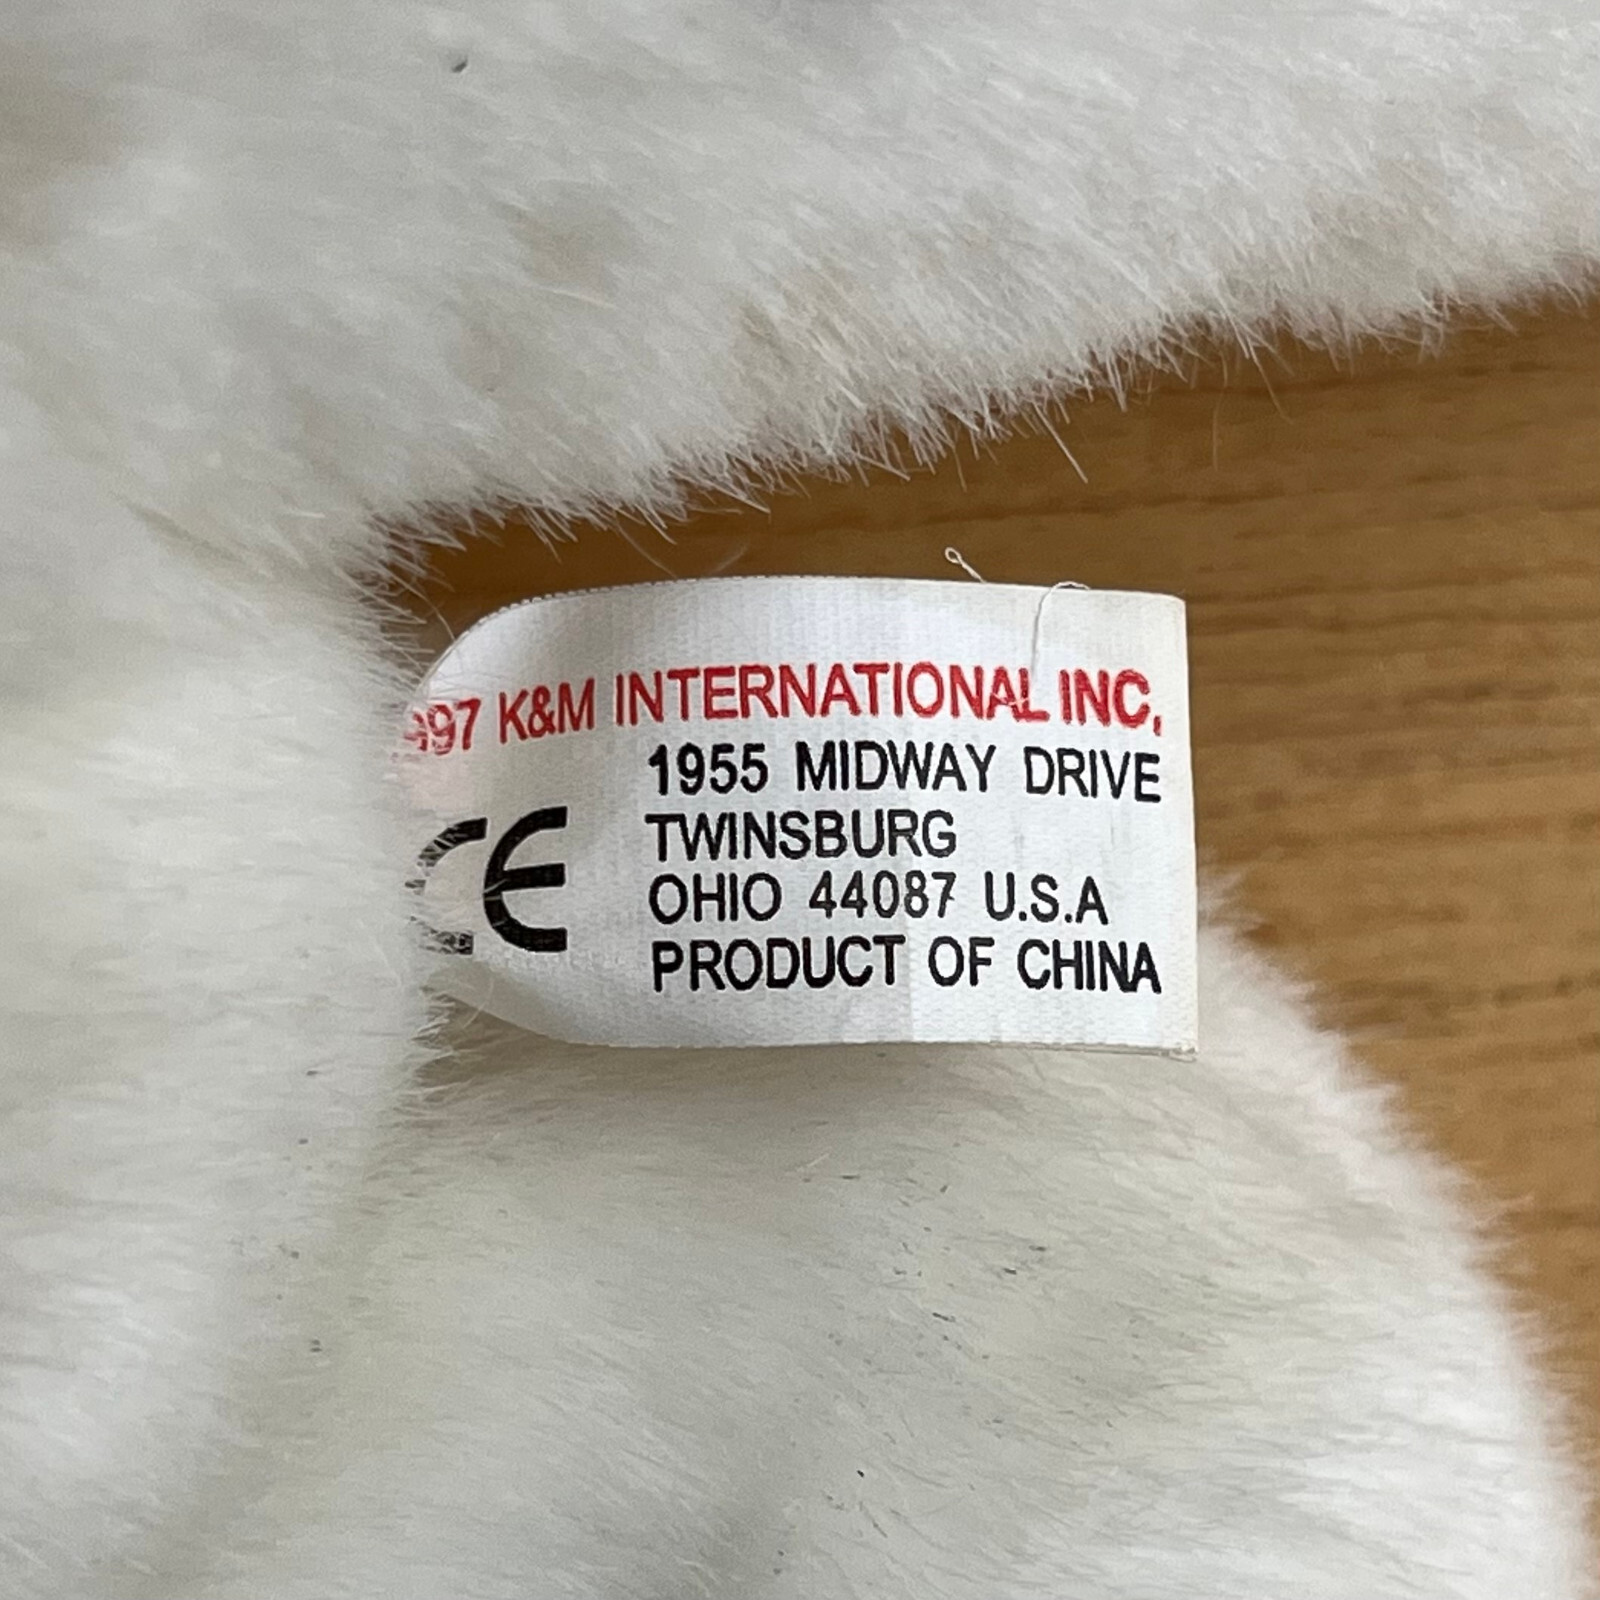 997 K&M INTERNATIONAL INC,
1955 MIDWAY DRIVE
CE
TWINSBURG
OHIO 44087 U.S.A
PRODUCT OF CHINA